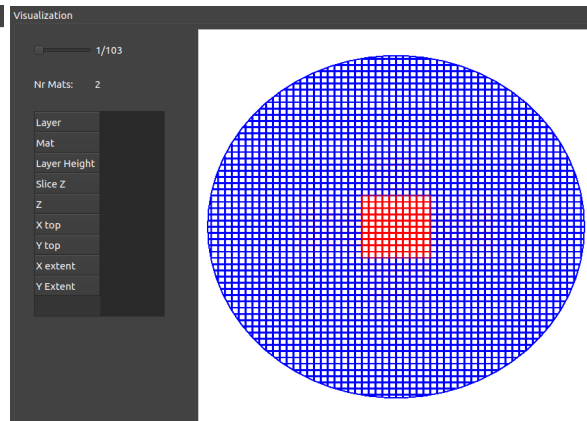 Visualization
1/103
Nr Mats: 2
Layer
Mat
Layer Height
Slice Z
Z
X top
Y top
X extent
Y Extent